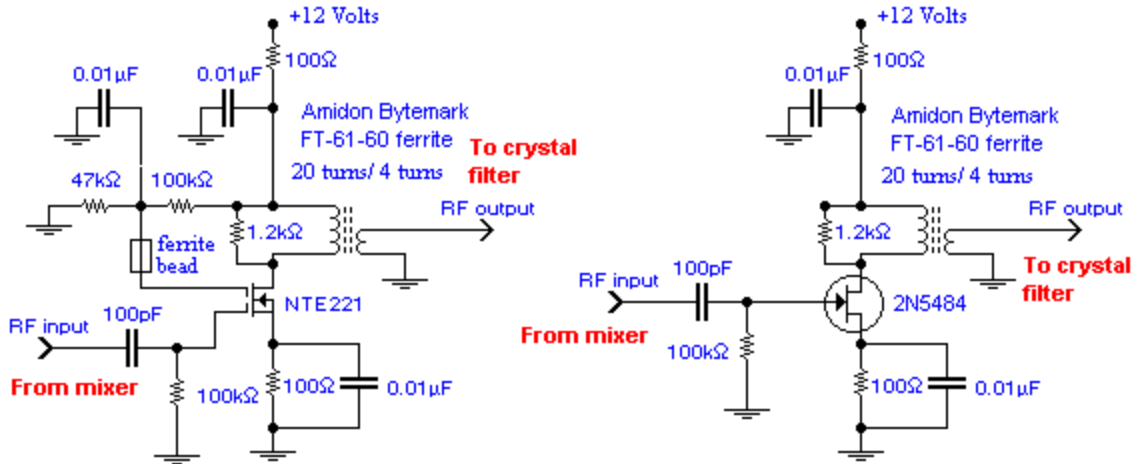 +12 Volts
100Ω
0.01µF
0.01µF
Amidon Bytemark
FT-61-60 ferrite
20 turns/ 4 turns
To crystal
filter
47kΩ
100kΩ
RF output
1.2kΩ
ferrite
bead
NTE221
100pF
RF input
From mixer
100kΩ
100Ω
0.01µF
+12 Volts
100Ω
0.01µF
Amidon Bytemark
FT-61-60 ferrite
20 turns/ 4 turns
RF output
1.2kΩ
To crystal
filter
RF input
100pF
2N5484
From mixer
100kΩ
100Ω
0.01µF